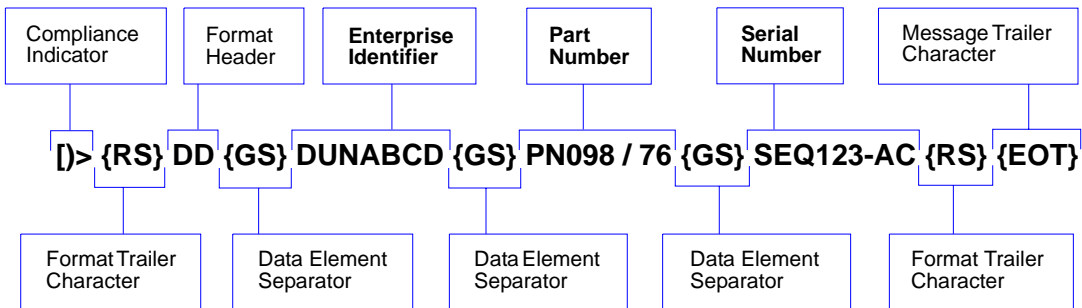 Compliance
Indicator
Format
Header
Enterprise
Identifier
Part
Number
Serial
Number
Message Trailer
Character
[)> {RS} DD {GS} DUNABCD {GS} PN098 / 76 {GS} SEQ123-AC {RS} {EOT}
Format Trailer
Character
Data Element
Separator
Data Element
Separator
Data Element
Separator
Format Trailer
Character